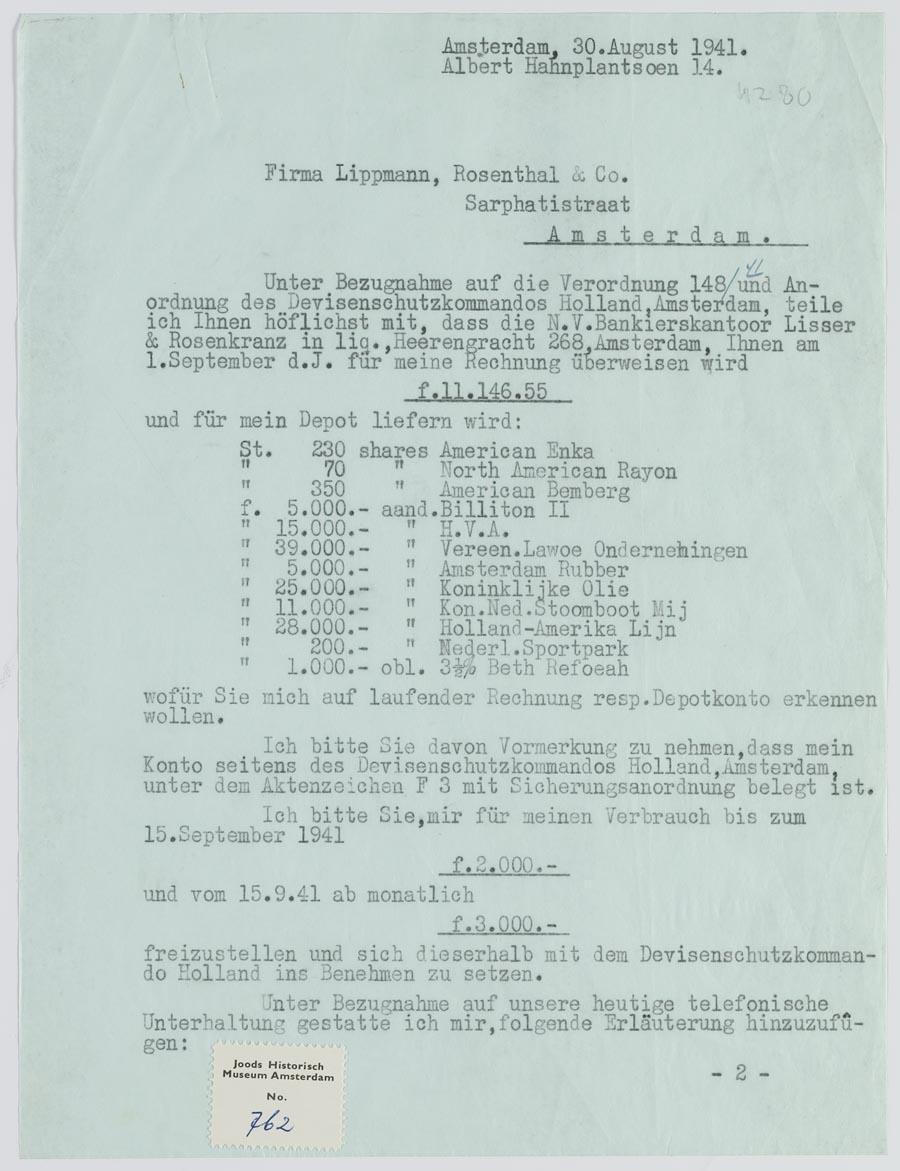 Amsterdam, 30.August 1941.
Albert Hahnplantsoen 14.
4280
Firma Lippmann, Rosenthal & Co.
Sarphatistraat
A m s t e r d a m .
Unter Bezugnahme auf die Verordnung 148/41 und An-
ordnung des Devisenschutzkommandos Holland,Amsterdam, teile
ich Ihnen höflichst mit, dass die N.V.Bankierskantoor Lisser
& Rosenkranz in liq.,Heerengracht 268,Amsterdam, Ihnen am
1.September d.J. für meine Rechnung überweisen wird
f.11.146.55
und für mein Depot liefern wird:
St. 230 shares American Enka
" 70 " North American Rayon
" 350 " American Bemberg
f. 5.000.- aand.Billiton II
" 15.000.- " H.V.A.
" 39.000.- " Vereen.Lawoe Ondernehingen
" 5.000.- " Amsterdam Rubber
" 25.000.- " Koninklijke Olie
" 11.000.- " Kon.Ned.Stoomboot Mij
" 28.000.- " Holland-Amerika Lijn
" 200.- " Nederl.Sportpark
" 1.000.- obl. 3½% Beth Refoeah
wofür Sie mich auf laufender Rechnung resp.Depotkonto erkennen
wollen.
Ich bitte Sie davon Vormerkung zu nehmen,dass mein
Konto seitens des Devisenschutzkommandos Holland,Amsterdam,
unter dem Aktenzeichen F 3 mit Sicherungsanordnung belegt ist.
Ich bitte Sie,mir für meinen Verbrauch bis zum
15.September 1941
f.2.000.-
und vom 15.9.41 ab monatlich
f.3.000.-
freizustellen und sich dieserhalb mit dem Devisenschutzkomman-
do Holland ins Benehmen zu setzen.
Unter Bezugnahme auf unsere heutige telefonische
Unterhaltung gestatte ich mir,folgende Erläuterung hinzuzufü-
gen:
- 2 -
Joods Historisch
Museum Amsterdam
No.
762